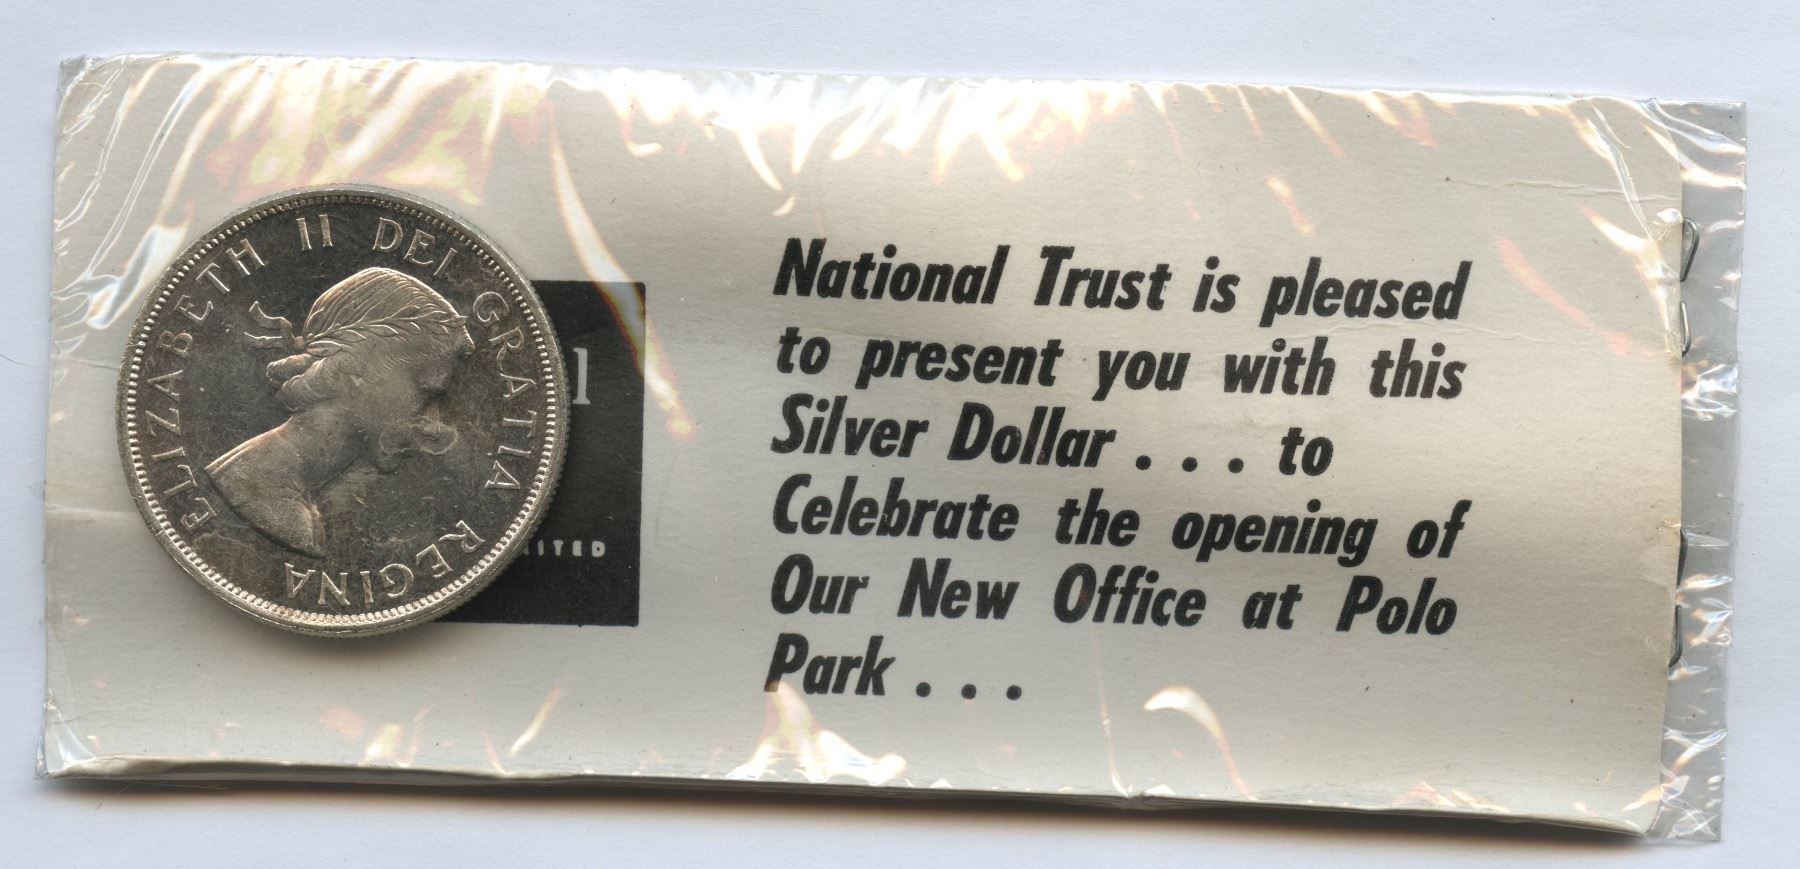 ELIZABETH II DEI GRATIA REGINA
National Trust is pleased
to present you with this
Silver Dollar . . . to
Celebrate the opening of
Our New Office at Polo
Park . . .